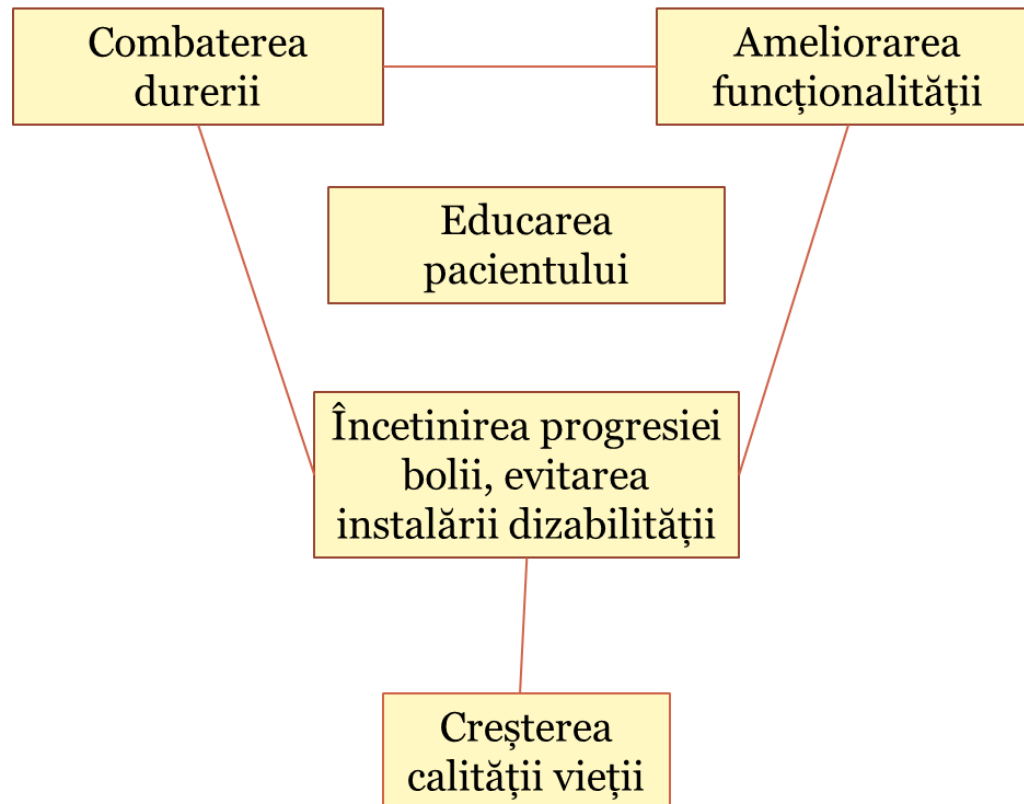 Combaterea
durerii
Ameliorarea
funcționalității
Educarea
pacientului
Încetinirea progresiei
bolii, evitarea
instalării dizabilității
Creșterea
calității vieții